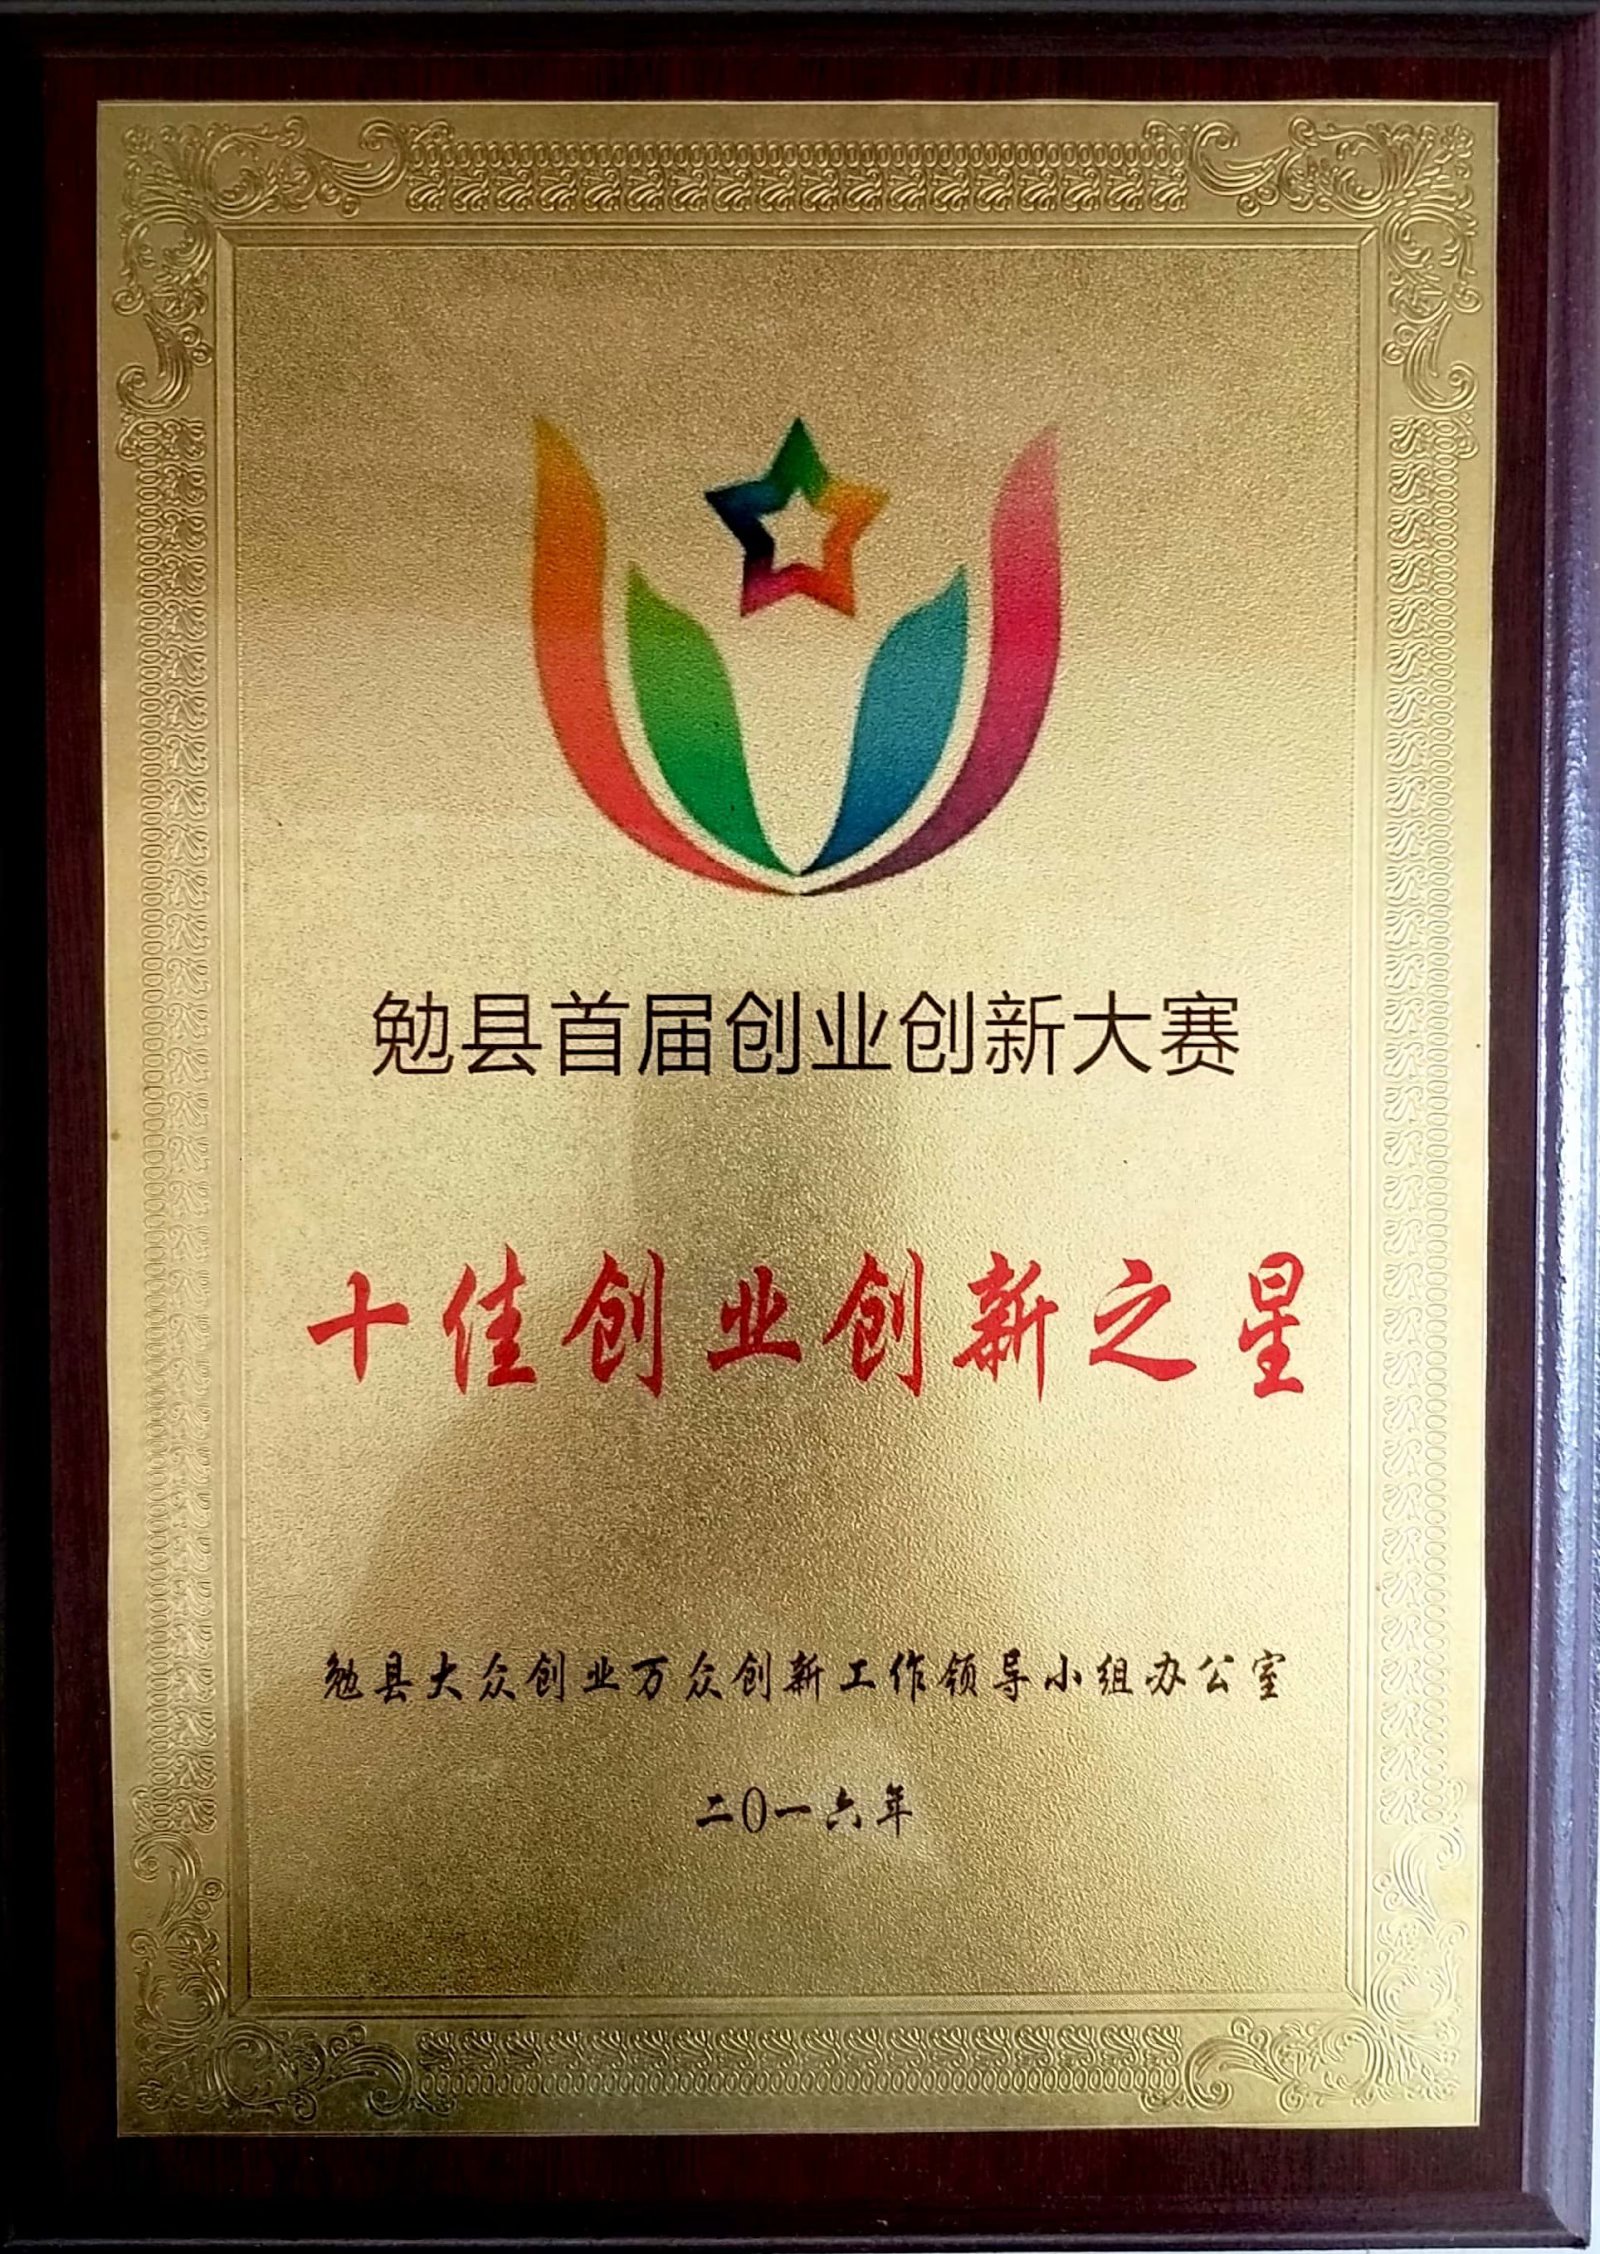 勉县首届创业创新大赛
十佳创业创新之星
勉县大众创业万众创新工作领导小组办公室
二0一六年